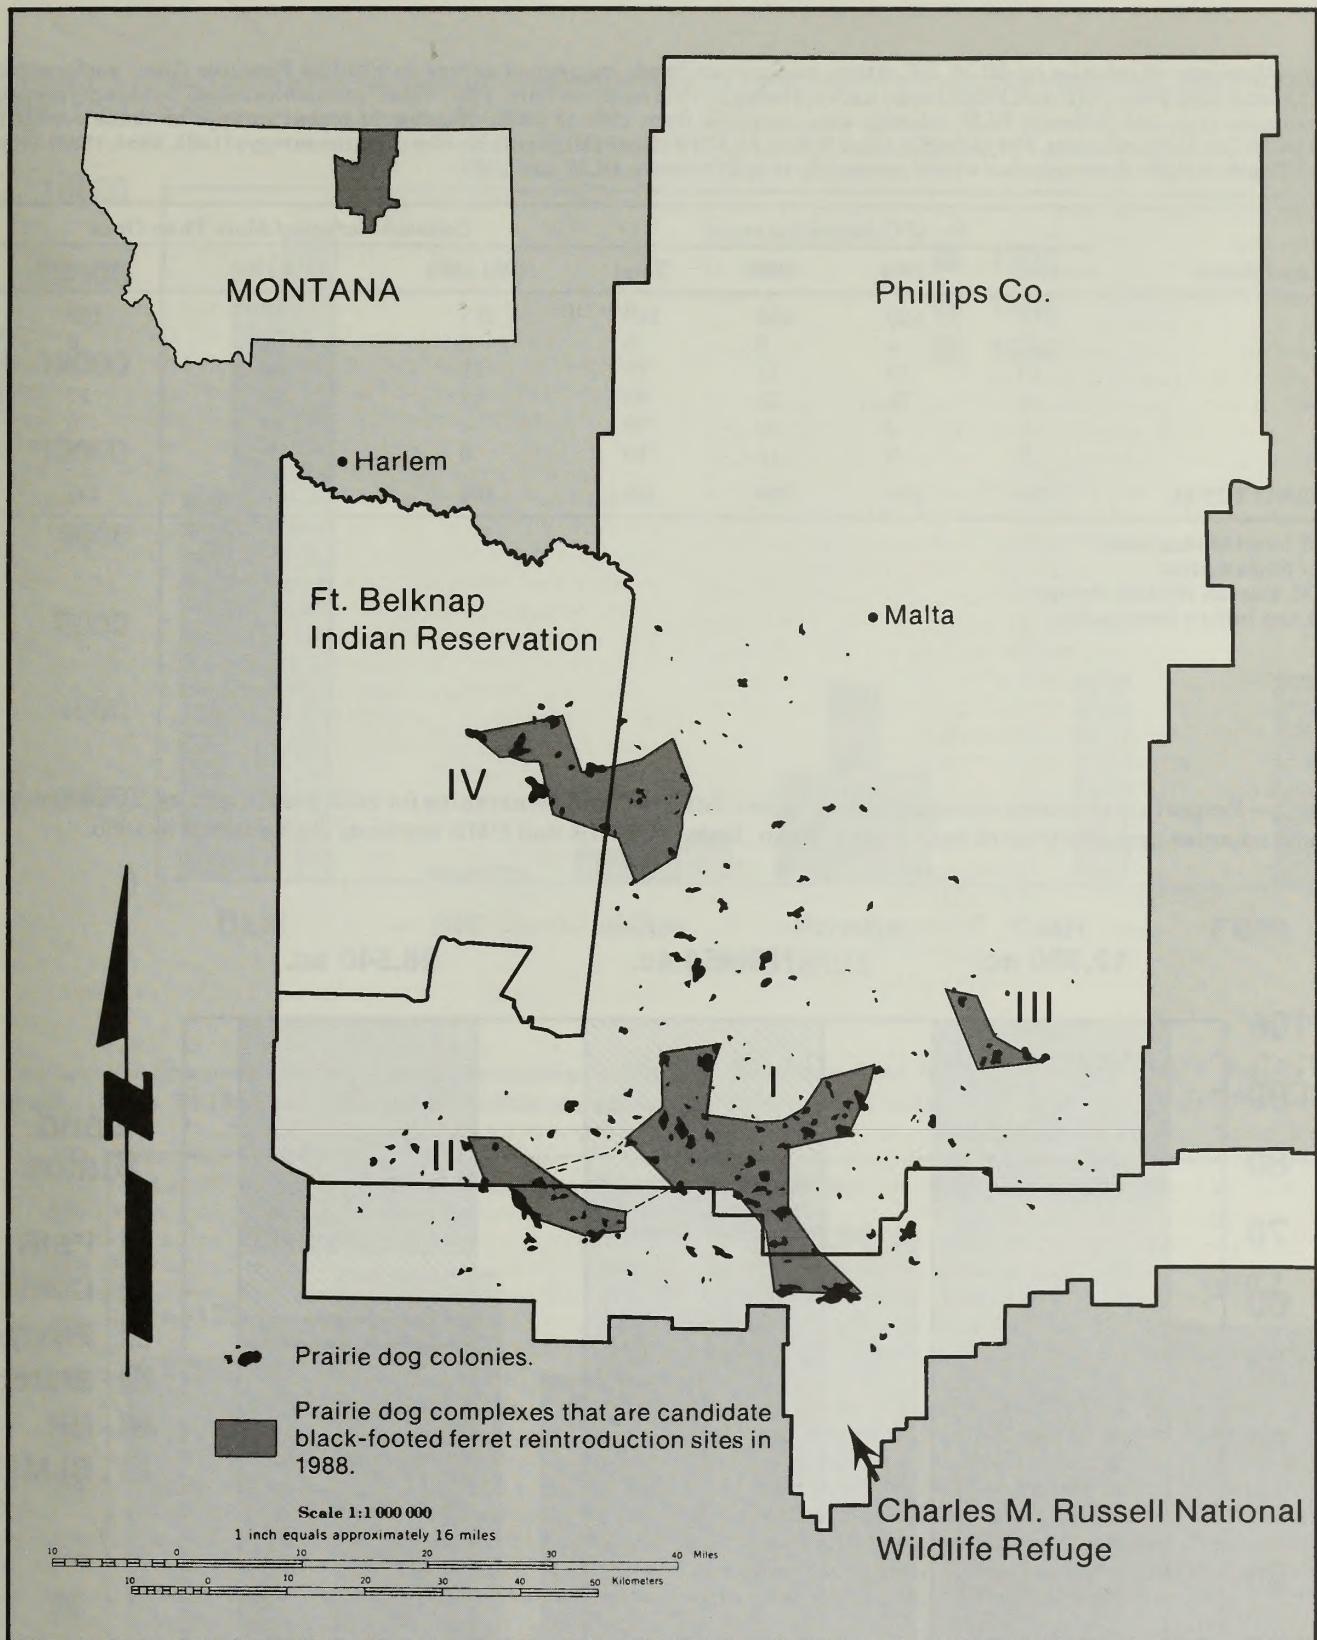 MONTANA
Phillips Co.
Harlem
Ft. Belknap
Indian Reservation
Malta
IV
III
I
II
Prairie dog colonies.
Prairie dog complexes that are candidate
black-footed ferret reintroduction sites in
1988.
Scale 1:1 000 000
1 inch equals approximately 16 miles
10 0 10 20 30 40 Miles
10 0 10 20 30 40 50 Kilometers
Charles M. Russell National
Wildlife Refuge